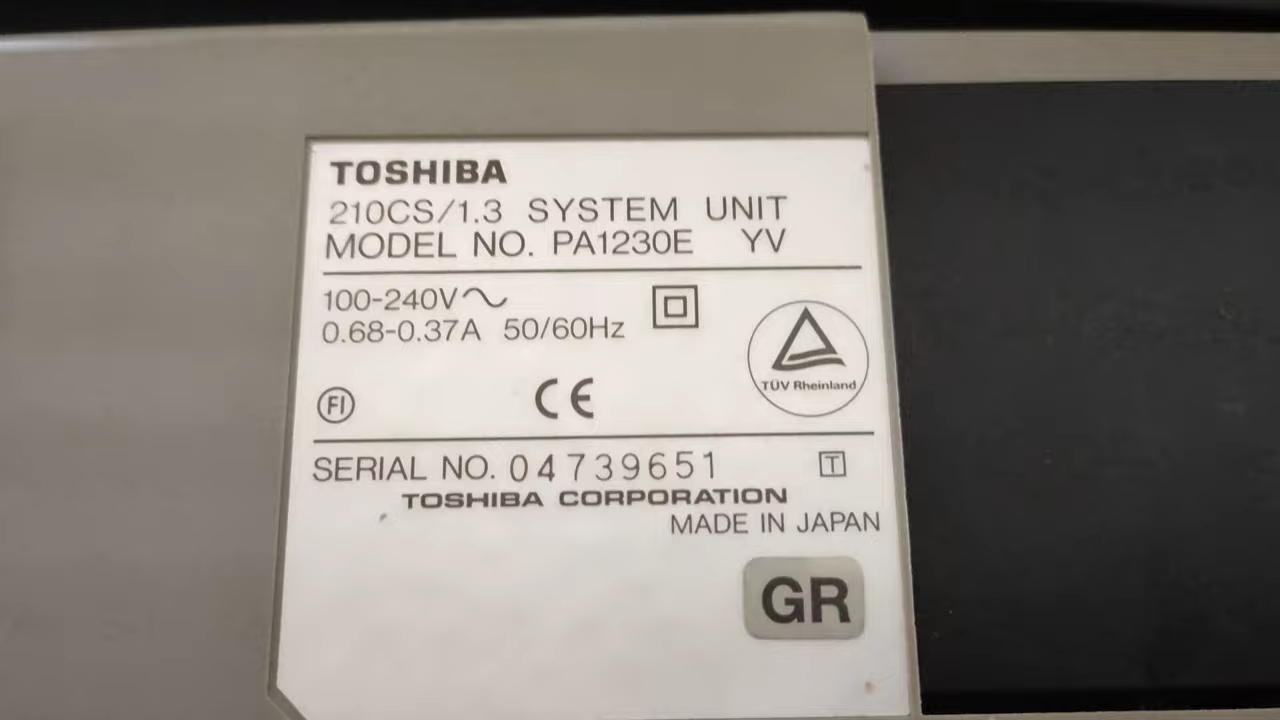 TOSHIBA
210CS/1.3 SYSTEM UNIT
MODEL NO. PA1230E YV
100-240V~
0.68-0.37A 50/60Hz
TÜV Rheinland
FI
CE
SERIAL NO. 04739651 T
TOSHIBA CORPORATION
MADE IN JAPAN
GR